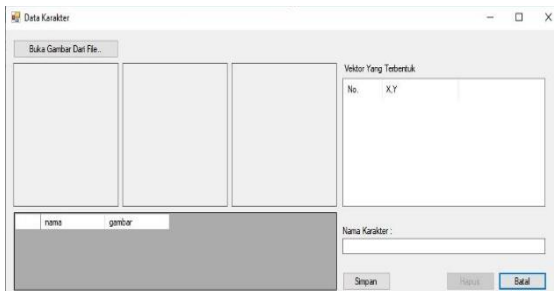 Data Karakter
Buka Gambar Dari File..
Vektor Yang Terbentuk
No. X,Y
nama gambar
Nama Karakter :
Simpan Hapus Batal